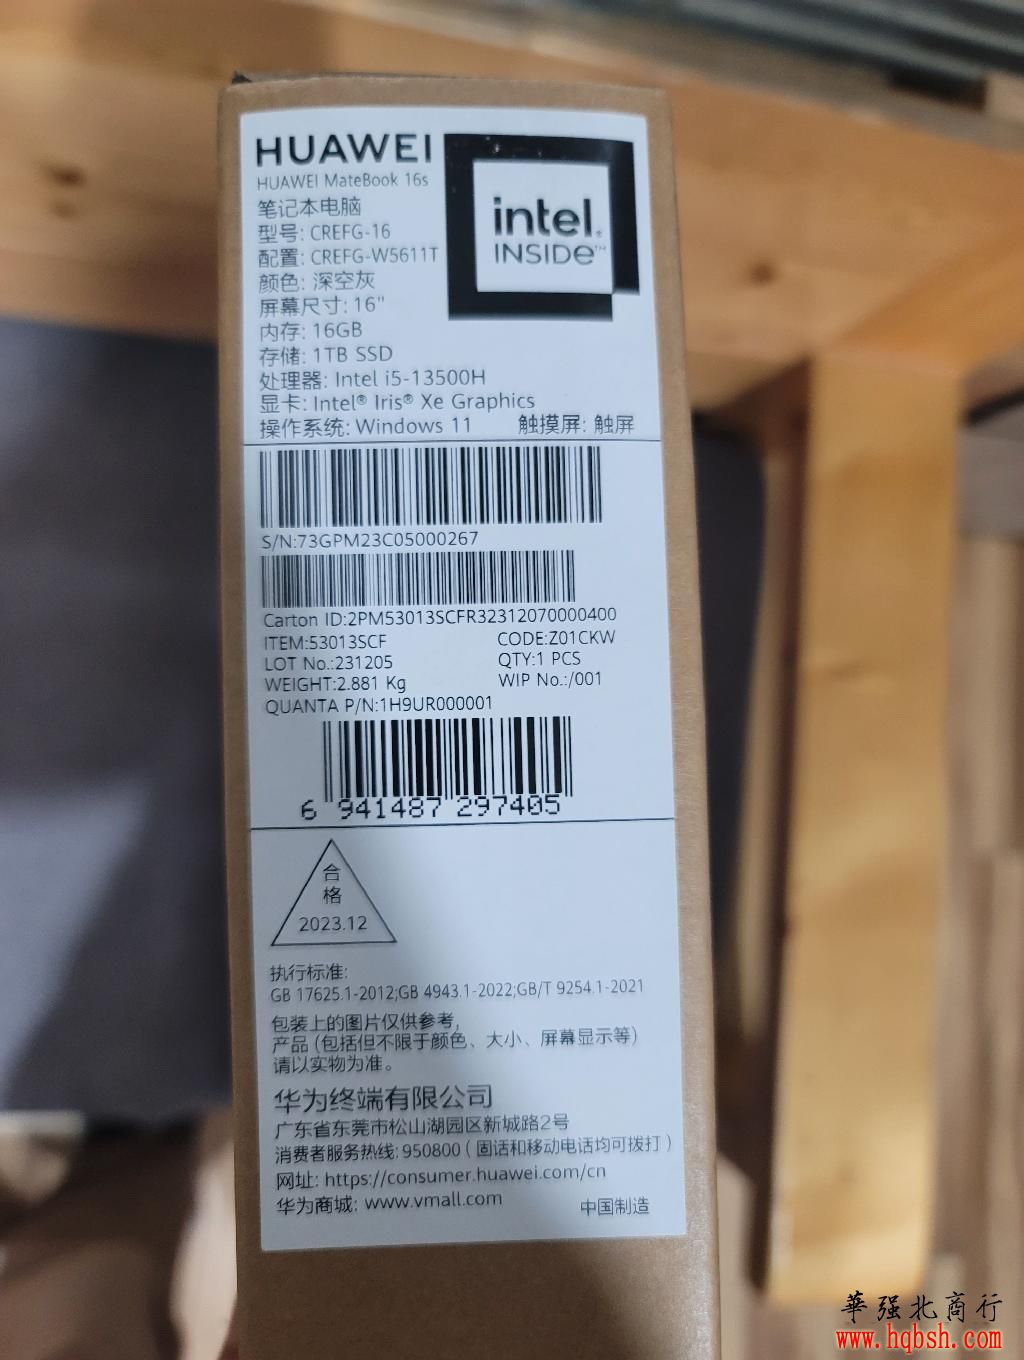 HUAWEI
HUAWEI MateBook 16s
笔记本电脑
型号: CREFG-16
配置: CREFG-W5611T
颜色: 深空灰
屏幕尺寸: 16"
内存: 16GB
存储: 1TB SSD
处理器: Intel i5-13500H
显卡: Intel® Iris® Xe Graphics
操作系统: Windows 11 触摸屏: 触屏
intel®
INSIDe™
S/N:73GPM23C05000267
Carton ID:2PM53013SCFR32312070000400
ITEM:53013SCF CODE:Z01CKW
LOT No.:231205 QTY:1 PCS
WEIGHT:2.881 Kg WIP No.:/001
QUANTA P/N:1H9UR000001
6 941487 297405
合
格
2023.12
执行标准:
GB 17625.1-2012;GB 4943.1-2022;GB/T 9254.1-2021
包装上的图片仅供参考,
产品 (包括但不限于颜色、大小、屏幕显示等)
请以实物为准。
华为终端有限公司
广东省东莞市松山湖园区新城路2号
消费者服务热线: 950800 ( 固话和移动电话均可拨打 )
网址: https://consumer.huawei.com/cn
华为商城: www.vmall.com 中国制造
華强北商行
www.hqbsh.com